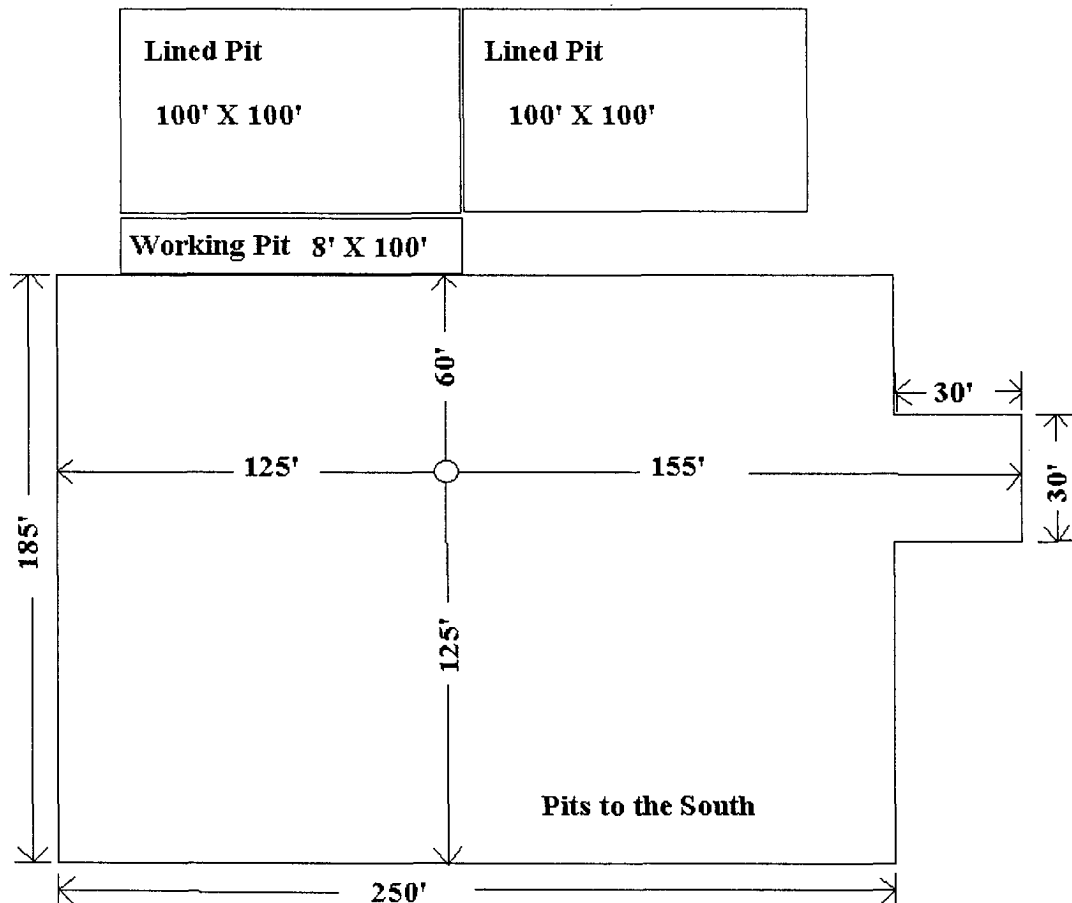 Lined Pit
100' X 100'
Lined Pit
100' X 100'
Working Pit 8' X 100'
60'
30'
125'
155'
30'
185'
125'
Pits to the South
250'